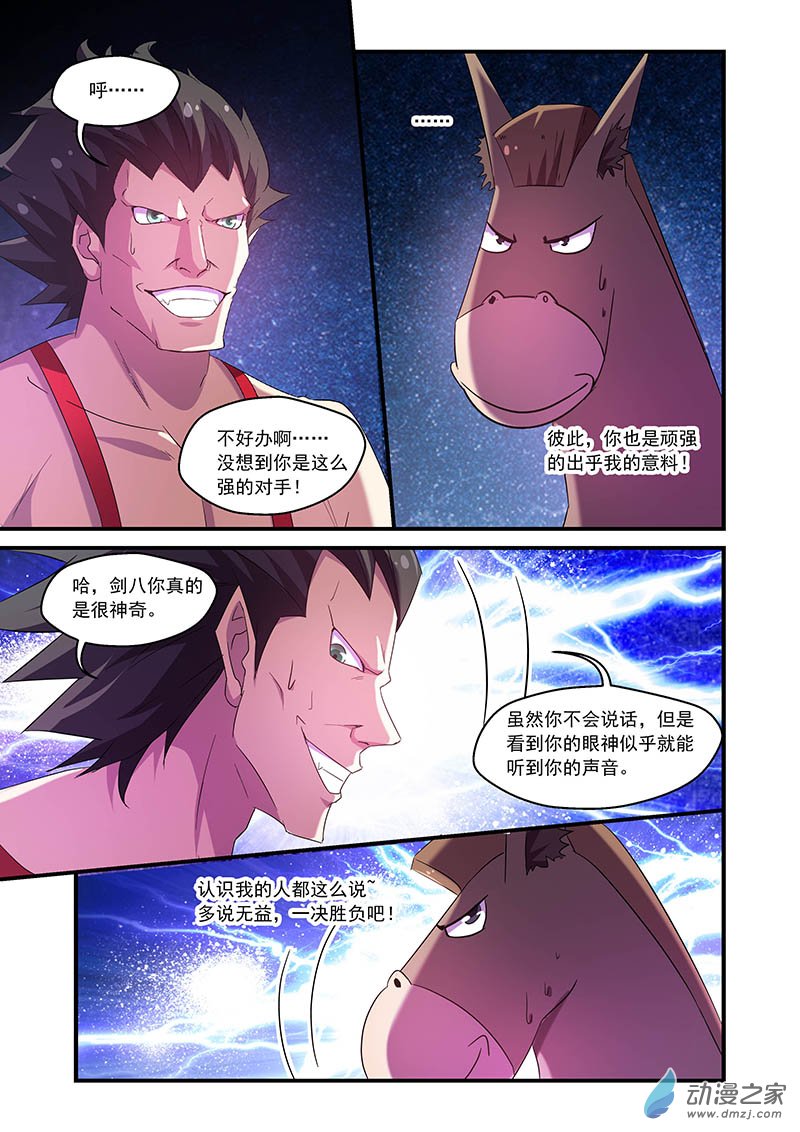 呼……
不好办啊……
没想到你是这么
强的对手！
……
彼此，你也是顽强
的出乎我的意料！
哈，剑八你真的
是很神奇。
虽然你不会说话，但是
看到你的眼神似乎就能
听到你的声音。
认识我的人都这么说~
多说无益，一决胜负吧！
动漫之家
www.dmzj.com